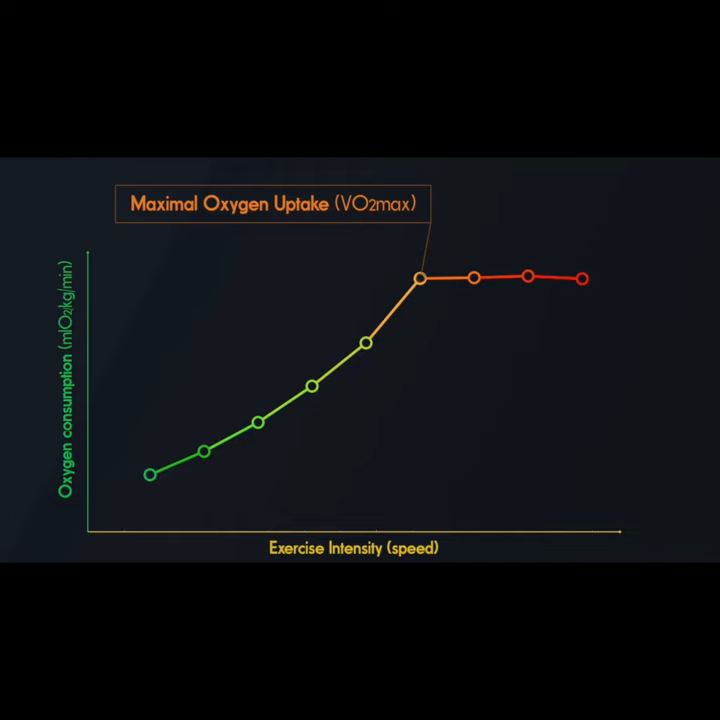 Maximal Oxygen Uptake (VO2max)
Oxygen consumption (mlO2/kg/min)
Exercise Intensity (speed)